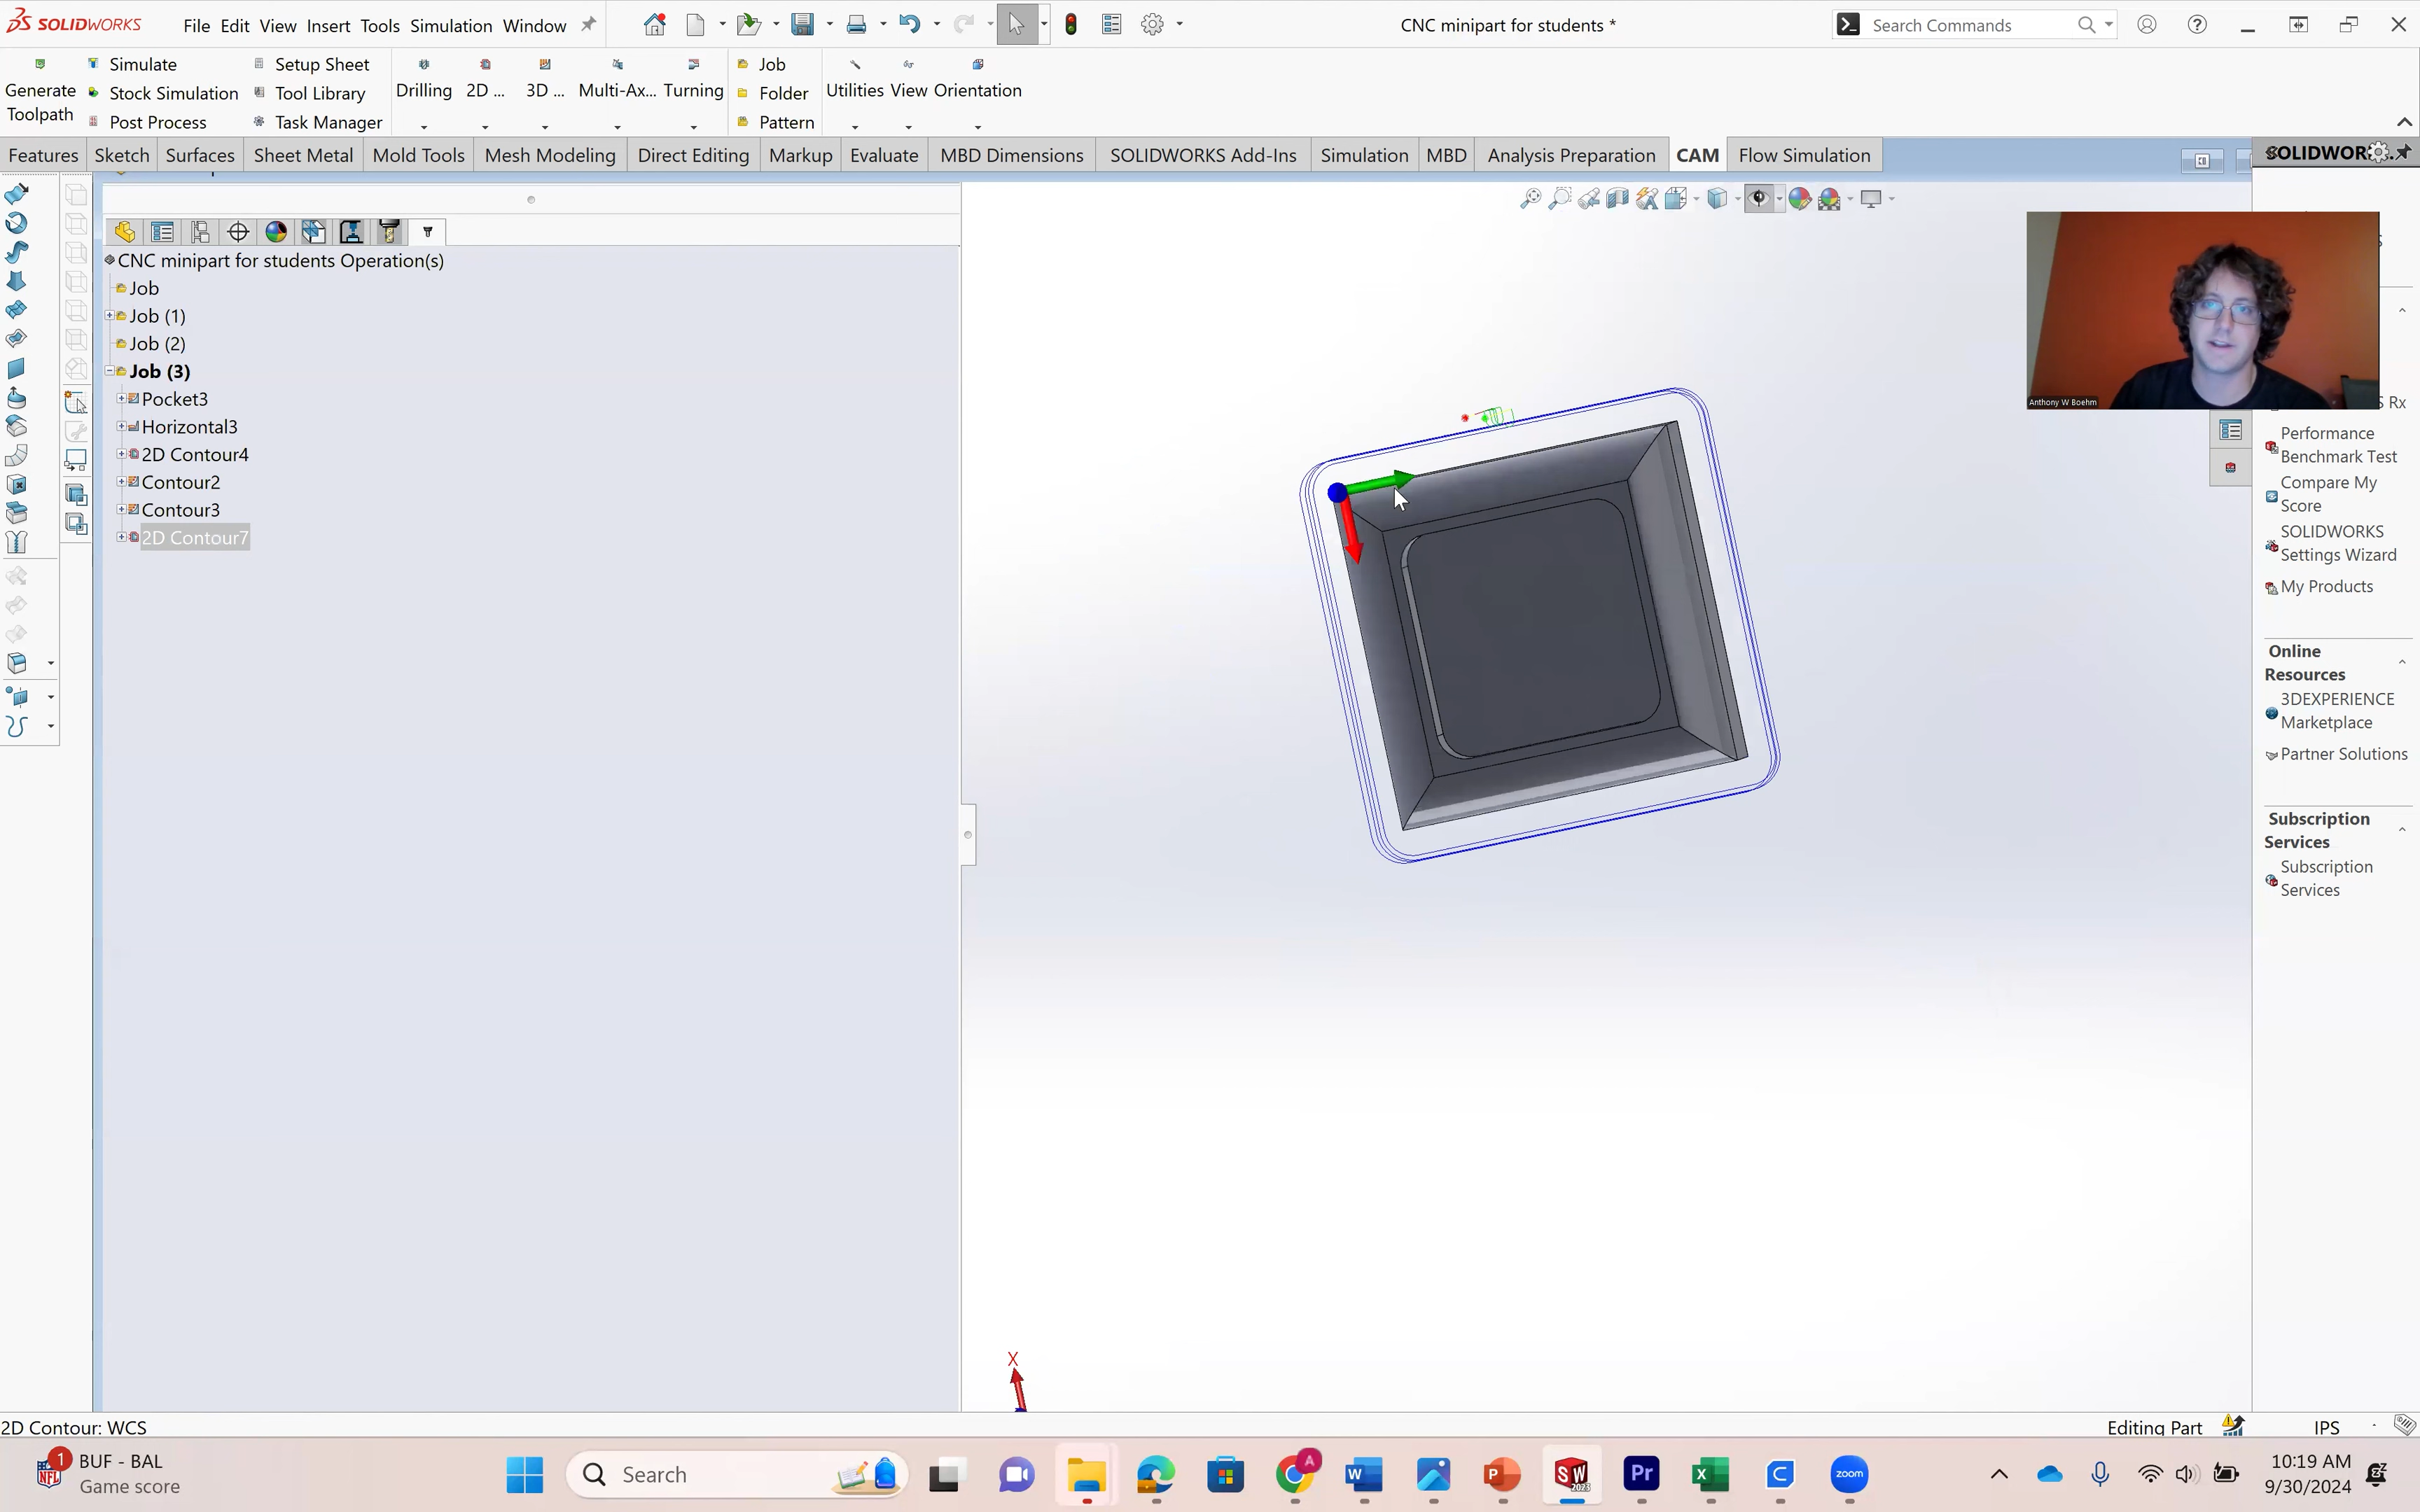 SOLIDWORKS
File Edit View Insert Tools Simulation Window
CNC minipart for students *
Search Commands
Generate Toolpath
Simulate
Stock Simulation
Post Process
Setup Sheet
Tool Library
Task Manager
Drilling 2D ... 3D ... Multi-Ax... Turning
Job
Folder
Pattern
Utilities View Orientation
Features Sketch Surfaces Sheet Metal Mold Tools Mesh Modeling Direct Editing Markup Evaluate MBD Dimensions SOLIDWORKS Add-Ins Simulation MBD Analysis Preparation CAM Flow Simulation
CNC minipart for students Operation(s)
Job
Job (1)
Job (2)
Job (3)
Pocket3
Horizontal3
2D Contour4
Contour2
Contour3
2D Contour7
X
Anthony W Boehm
Rx
Performance
Benchmark Test
Compare My
Score
SOLIDWORKS
Settings Wizard
My Products
Online
Resources
3DEXPERIENCE
Marketplace
Partner Solutions
Subscription
Services
Subscription
Services
2D Contour: WCS
Editing Part
IPS
1
BUF - BAL
Game score
Search
A
W
P
SW
2023
Pr
X
C
zoom
10:19 AM
9/30/2024